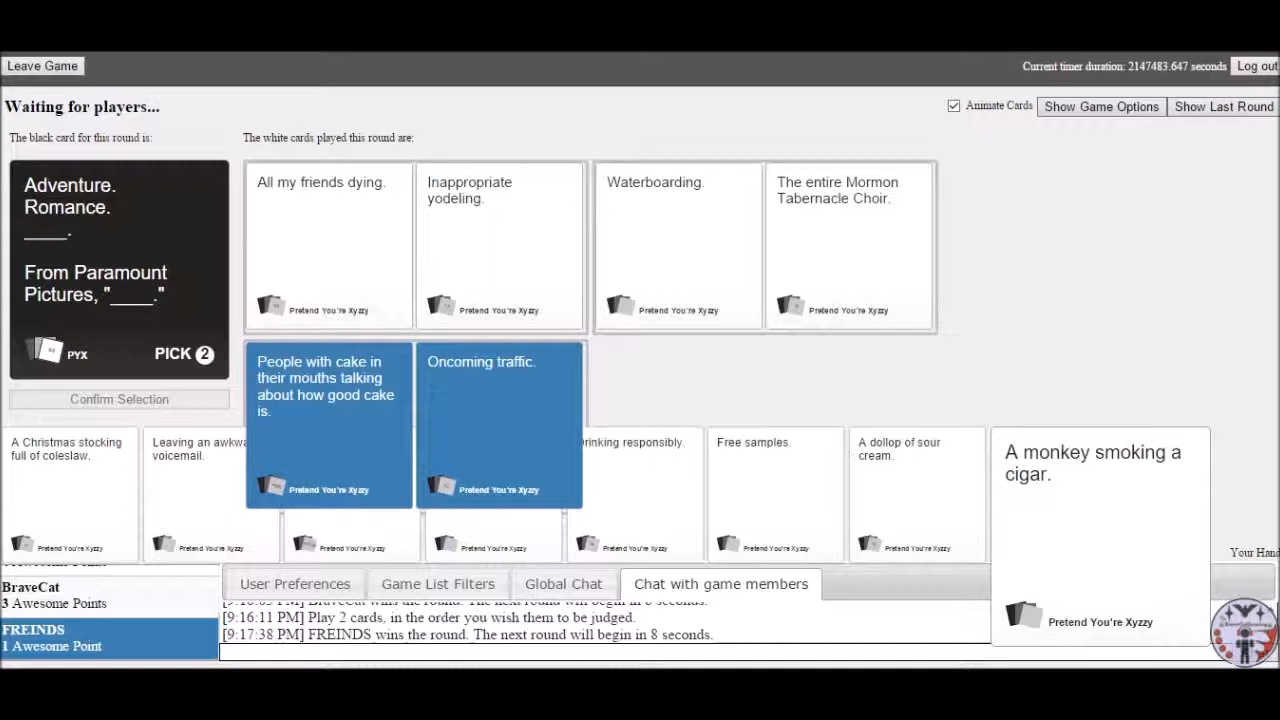 Leave Game
Current timer duration: 2147483.647 seconds
Log out
Waiting for players...
Animate Cards
Show Game Options
Show Last Round
The black card for this round is:
The white cards played this round are:
Adventure.
Romance.
____.
From Paramount
Pictures, "____."
PYX
PICK 2
Confirm Selection
All my friends dying.
Pretend You're Xyzzy
Inappropriate
yodeling.
Pretend You're Xyzzy
Waterboarding.
Pretend You're Xyzzy
The entire Mormon
Tabernacle Choir.
Pretend You're Xyzzy
People with cake in
their mouths talking
about how good cake
is.
Pretend You're Xyzzy
Oncoming traffic.
Pretend You're Xyzzy
A Christmas stocking
full of coleslaw.
Pretend You're Xyzzy
Leaving an awkwa
voicemail.
Pretend You're Xyzzy
Pretend You're Xyzzy
Pretend You're Xyzzy
Drinking responsibly.
Pretend You're Xyzzy
Free samples.
Pretend You're Xyzzy
A dollop of sour
cream.
Pretend You're Xyzzy
A monkey smoking a
cigar.
Pretend You're Xyzzy
Your Hand
BraveCat
3 Awesome Points
FREINDS
1 Awesome Point
User Preferences
Game List Filters
Global Chat
Chat with game members
[9:16:11 PM] Play 2 cards, in the order you wish them to be judged.
[9:17:38 PM] FREINDS wins the round. The next round will begin in 8 seconds.